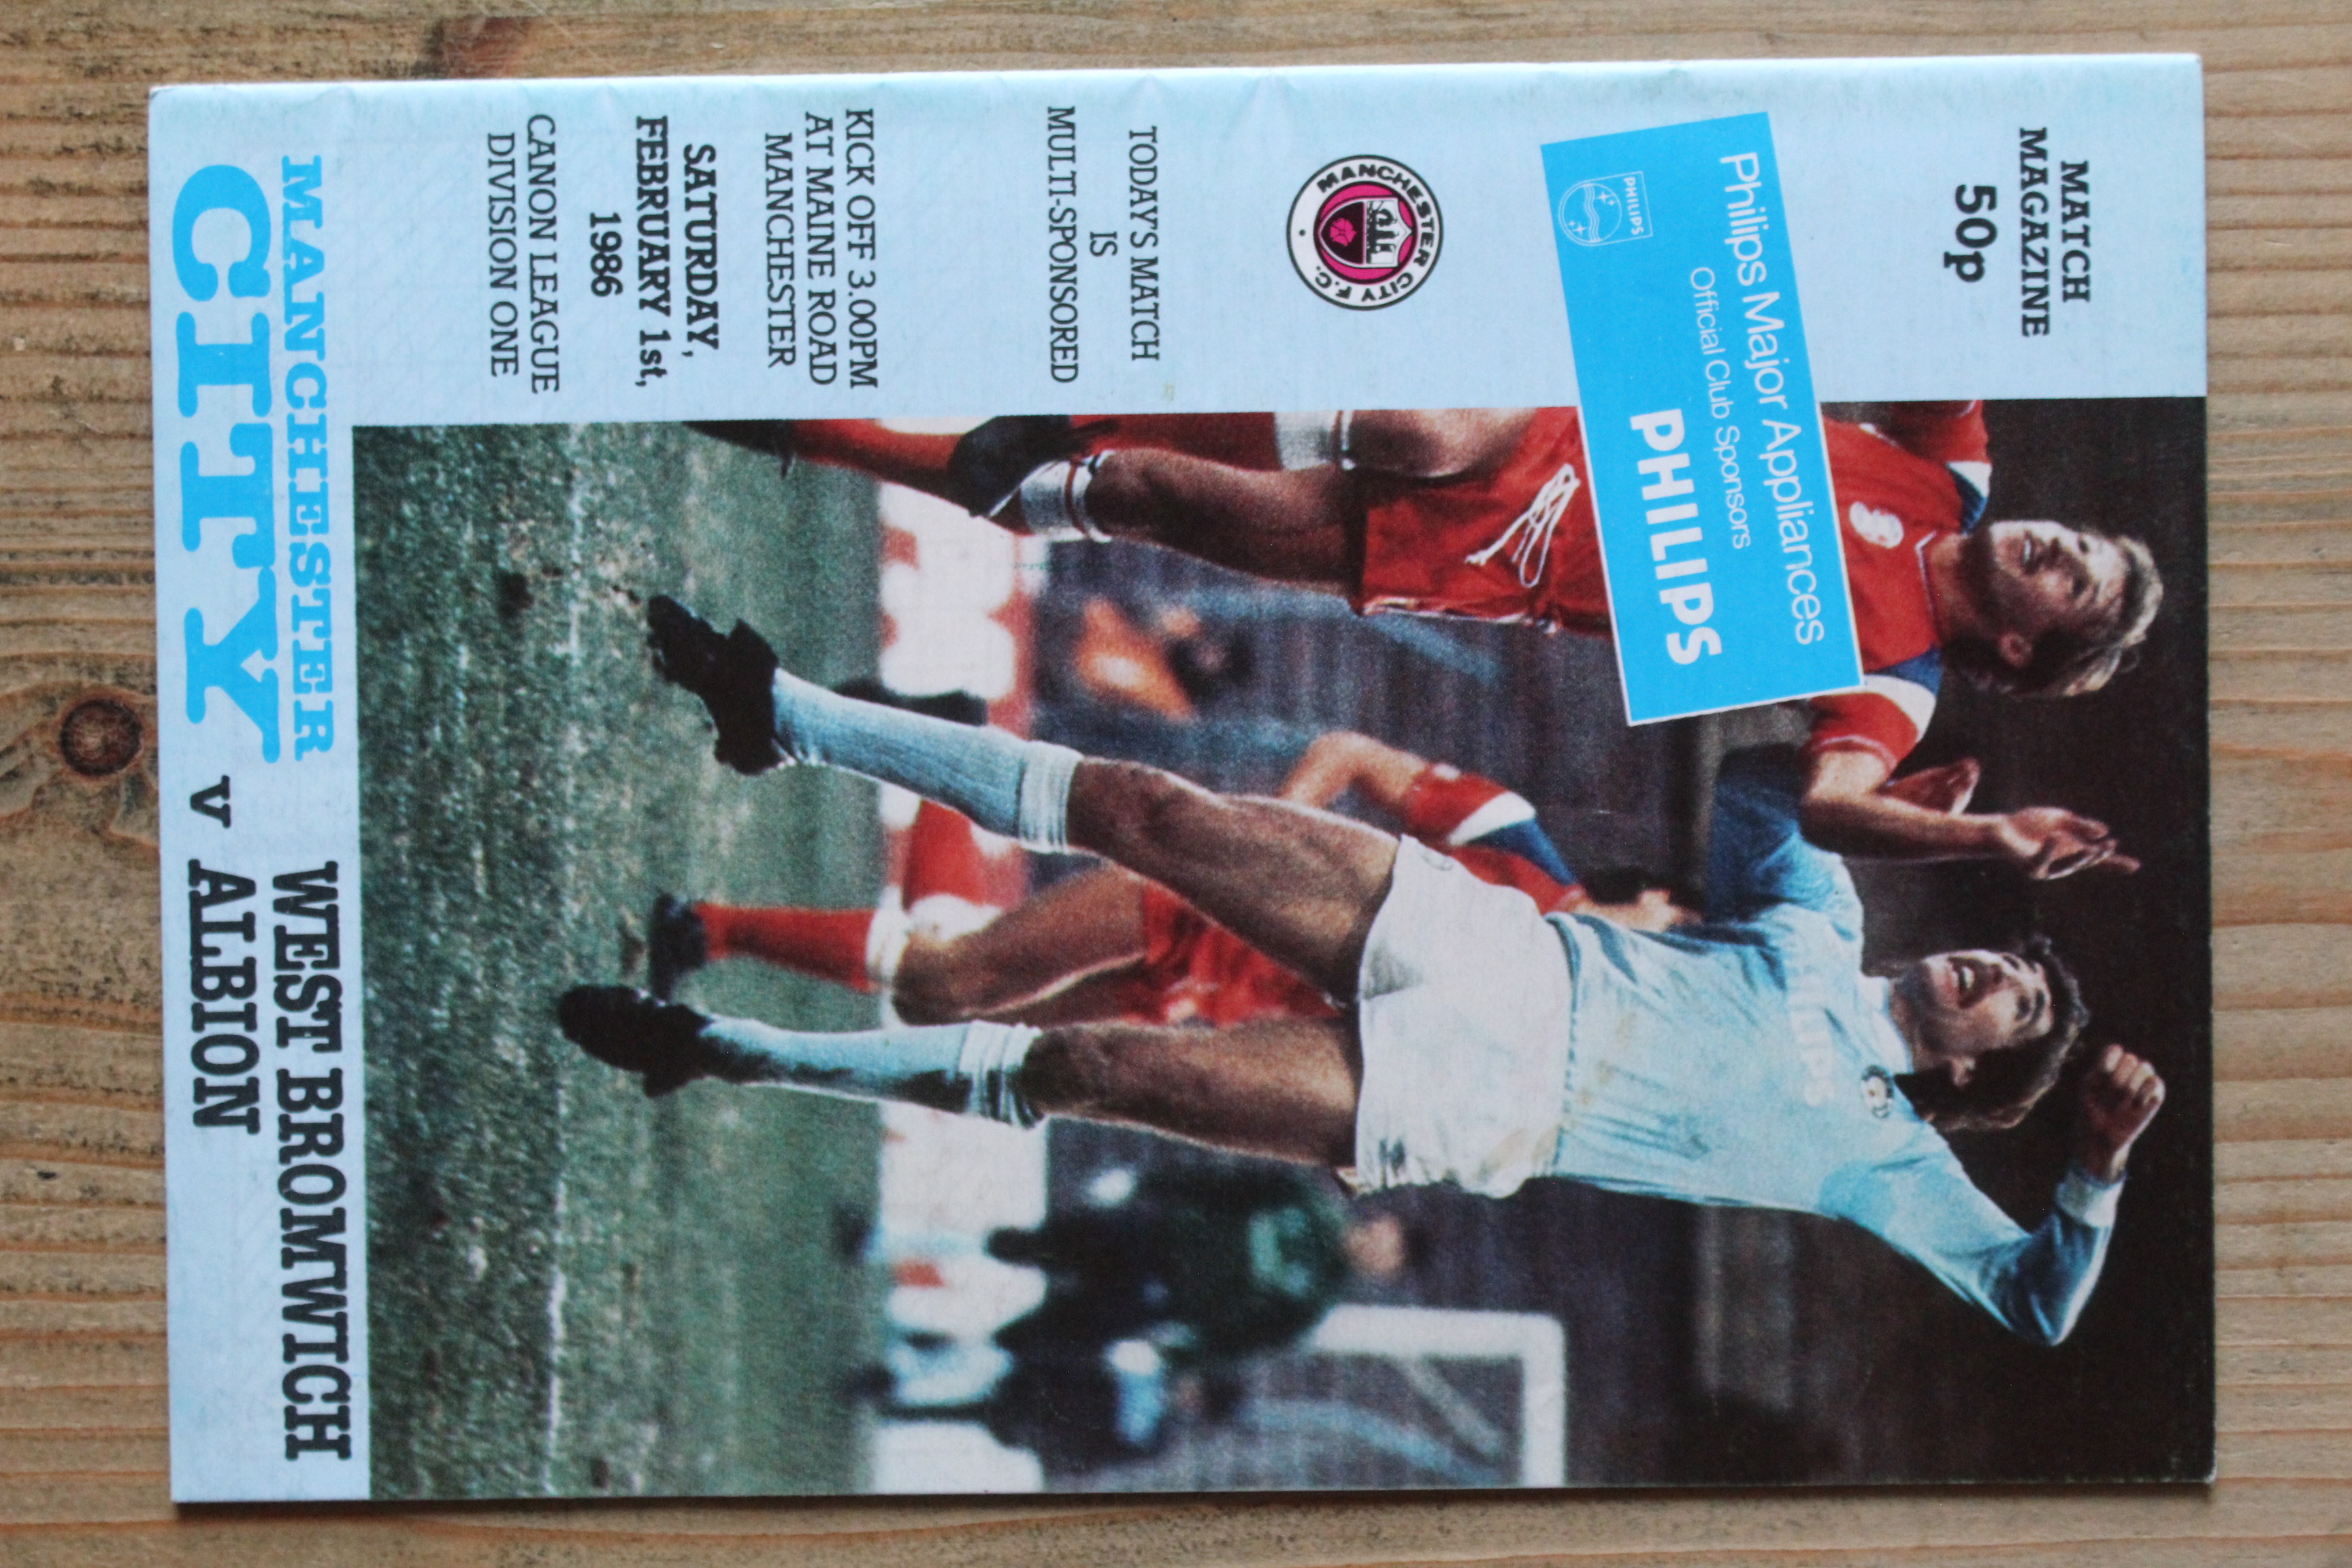 MATCH
MAGAZINE
50p
Philips Major Appliances
Official Club Sponsors
PHILIPS
PHILIPS
MANCHESTER CITY F.C.
TODAY'S MATCH
IS
MULTI-SPONSORED
KICK OFF 3.00PM
AT MAINE ROAD
MANCHESTER
SATURDAY,
FEBRUARY 1st,
1986
CANON LEAGUE
DIVISION ONE
PHILIPS
MANCHESTER
CITY
v
WEST BROMWICH
ALBION